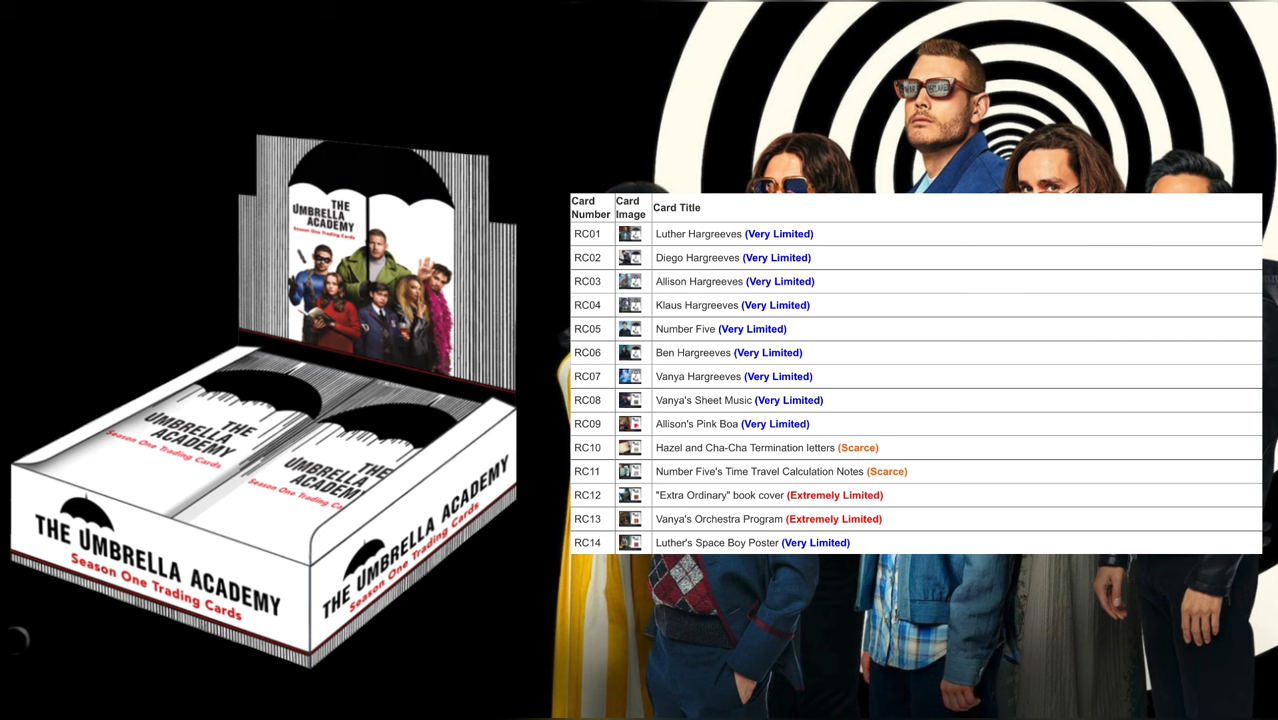 THE
UMBRELLA
ACADEMY
Season One Trading Cards
THE
UMBRELLA
ACADEMY
Season One Trading Cards
THE
UMBRELLA
ACADEMY
Season One Trading
THE UMBRELLA ACADEMY
Season One Trading Cards
THE UMBRELLA ACADEMY
Season One Trading Cards
Card Number Card Image Card Title
RC01 Luther Hargreeves (Very Limited)
RC02 Diego Hargreeves (Very Limited)
RC03 Allison Hargreeves (Very Limited)
RC04 Klaus Hargreeves (Very Limited)
RC05 Number Five (Very Limited)
RC06 Ben Hargreeves (Very Limited)
RC07 Vanya Hargreeves (Very Limited)
RC08 Vanya's Sheet Music (Very Limited)
RC09 Allison's Pink Boa (Very Limited)
RC10 Hazel and Cha-Cha Termination letters (Scarce)
RC11 Number Five's Time Travel Calculation Notes (Scarce)
RC12 "Extra Ordinary" book cover (Extremely Limited)
RC13 Vanya's Orchestra Program (Extremely Limited)
RC14 Luther's Space Boy Poster (Very Limited)